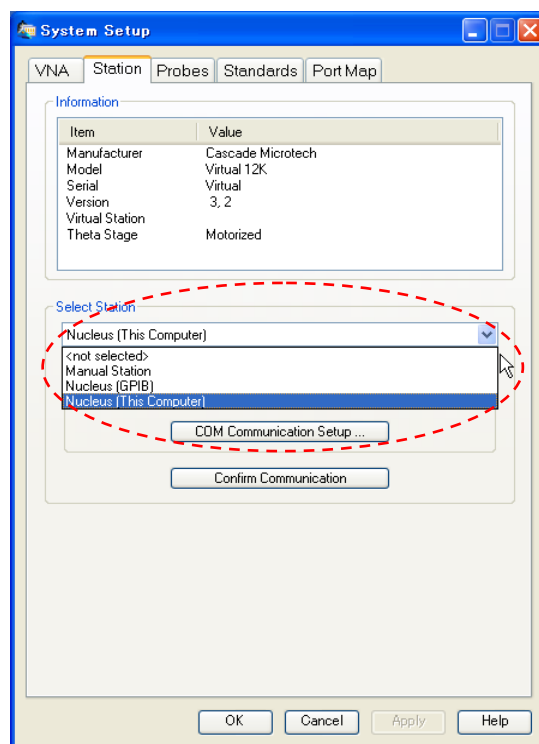 System Setup
VNA Station Probes Standards Port Map
Information
Item Value
Manufacturer Cascade Microtech
Model Virtual 12K
Serial Virtual
Version 3, 2
Virtual Station
Theta Stage Motorized
Select Station
Nucleus (This Computer)
<not selected>
Manual Station
Nucleus (GPIB)
Nucleus (This Computer)
COM Communication Setup ...
Confirm Communication
OK Cancel Apply Help